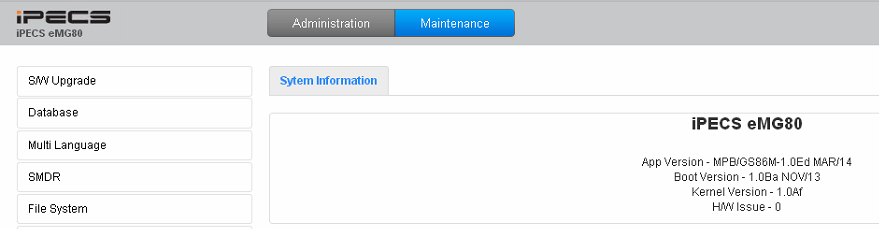 iPECS
iPECS eMG80
Administration
Maintenance
S/W Upgrade
Database
Multi Language
SMDR
File System
Sytem Information
iPECS eMG80
App Version - MPB/GS86M-1.0Ed MAR/14
Boot Version - 1.0Ba NOV/13
Kernel Version - 1.0Af
H/W Issue - 0